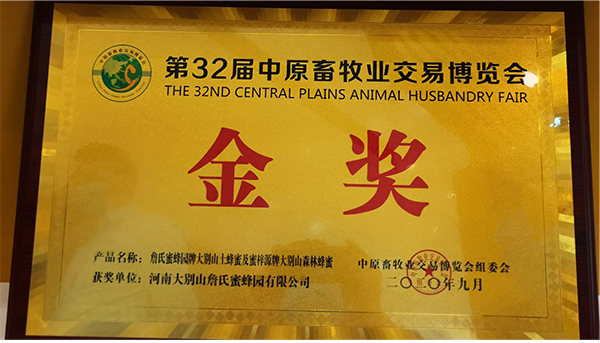 第32届中原畜牧业交易博览会
THE 32ND CENTRAL PLAINS ANIMAL HUSBANDRY FAIR
金奖
产品名称：詹氏蜜蜂园牌大别山土蜂蜜及蜜梓源牌大别山森林蜂蜜
获奖单位：河南大别山詹氏蜜蜂园有限公司
中原畜牧业交易博览会组委会
二〇二〇年九月